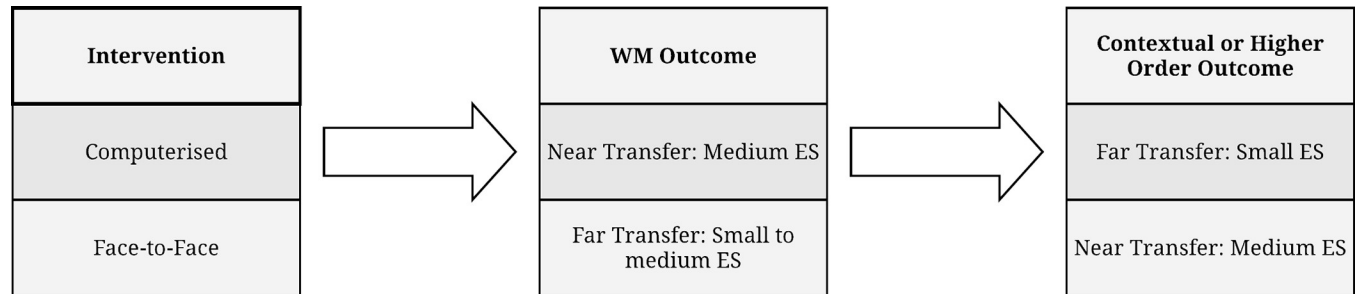 Intervention
WM Outcome
Contextual or Higher
Order Outcome
Computerised
Near Transfer: Medium ES
Far Transfer: Small ES
Face-to-Face
Far Transfer: Small to
medium ES
Near Transfer: Medium ES